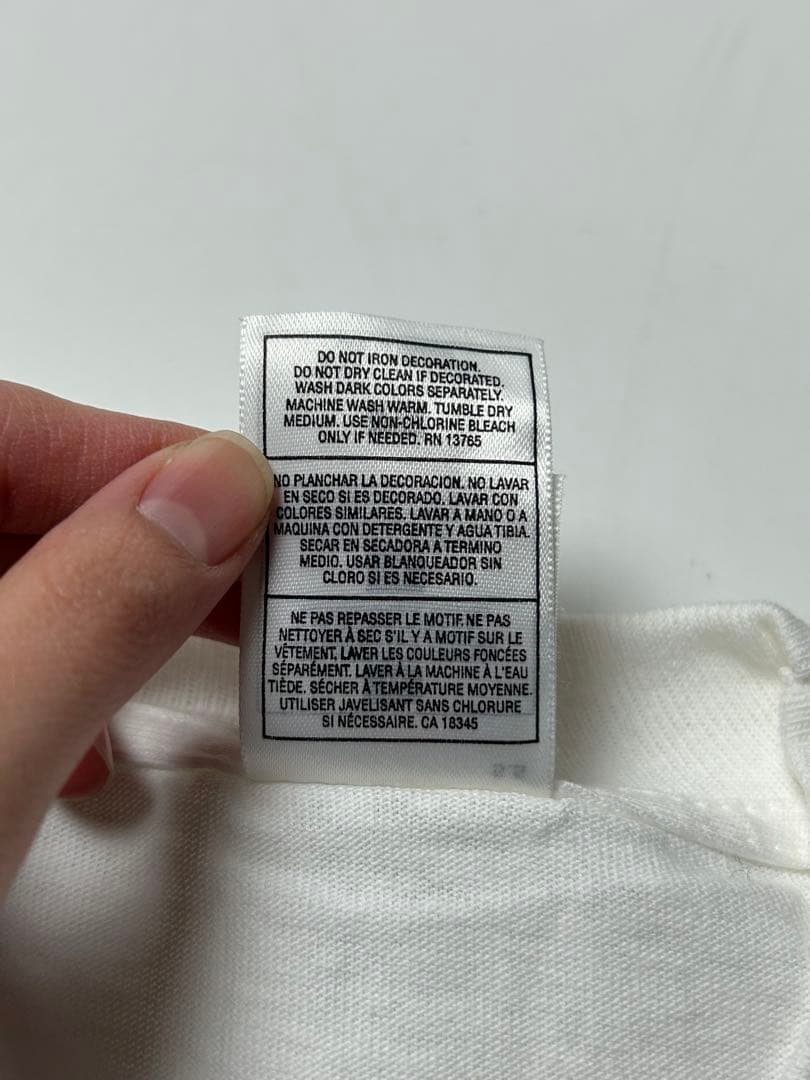 DO NOT IRON DECORATION.
DO NOT DRY CLEAN IF DECORATED.
WASH DARK COLORS SEPARATELY.
MACHINE WASH WARM. TUMBLE DRY
MEDIUM. USE NON-CHLORINE BLEACH
ONLY IF NEEDED. RN 13765
NO PLANCHAR LA DECORACION. NO LAVAR
EN SECO SI ES DECORADO. LAVAR CON
COLORES SIMILARES. LAVAR A MANO O A
MAQUINA CON DETERGENTE Y AGUA TIBIA.
SECAR EN SECADORA A TERMINO
MEDIO. USAR BLANQUEADOR SIN
CLORO SI ES NECESARIO.
NE PAS REPASSER LE MOTIF. NE PAS
NETTOYER À SEC S'IL Y A MOTIF SUR LE
VÊTEMENT. LAVER LES COULEURS FONCÉES
SÉPARÉMENT. LAVER À LA MACHINE À L'EAU
TIÈDE. SÉCHER À TEMPÉRATURE MOYENNE.
UTILISER JAVELISANT SANS CHLORURE
SI NÉCESSAIRE. CA 18345